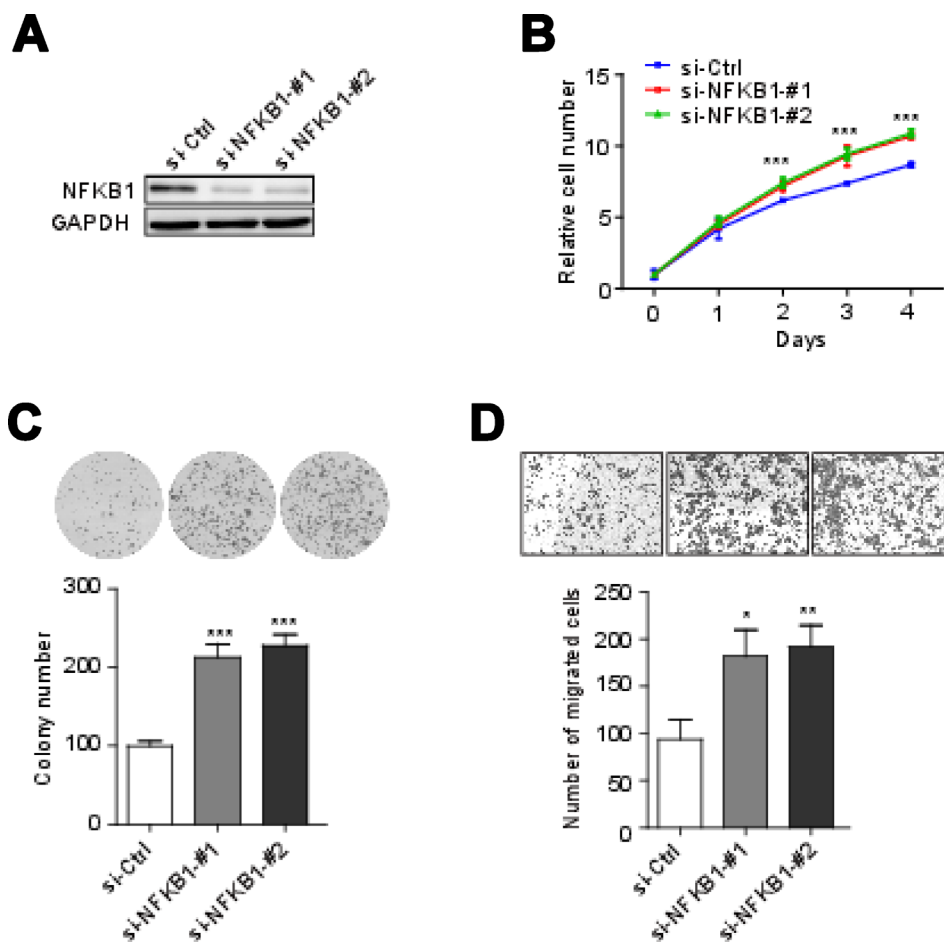 A
si-Ctrl
si-NFKB1-#1
si-NFKB1-#2
NFKB1
GAPDH
B
si-Ctrl
si-NFKB1-#1
si-NFKB1-#2
Relative cell number
15
10
5
0
***
***
***
0 1 2 3 4
Days
C
Colony number
300
200
100
0
***
***
si-Ctrl
si-NFKB1-#1
si-NFKB1-#2
D
Number of migrated cells
250
200
150
100
50
0
*
**
si-Ctrl
si-NFKB1-#1
si-NFKB1-#2